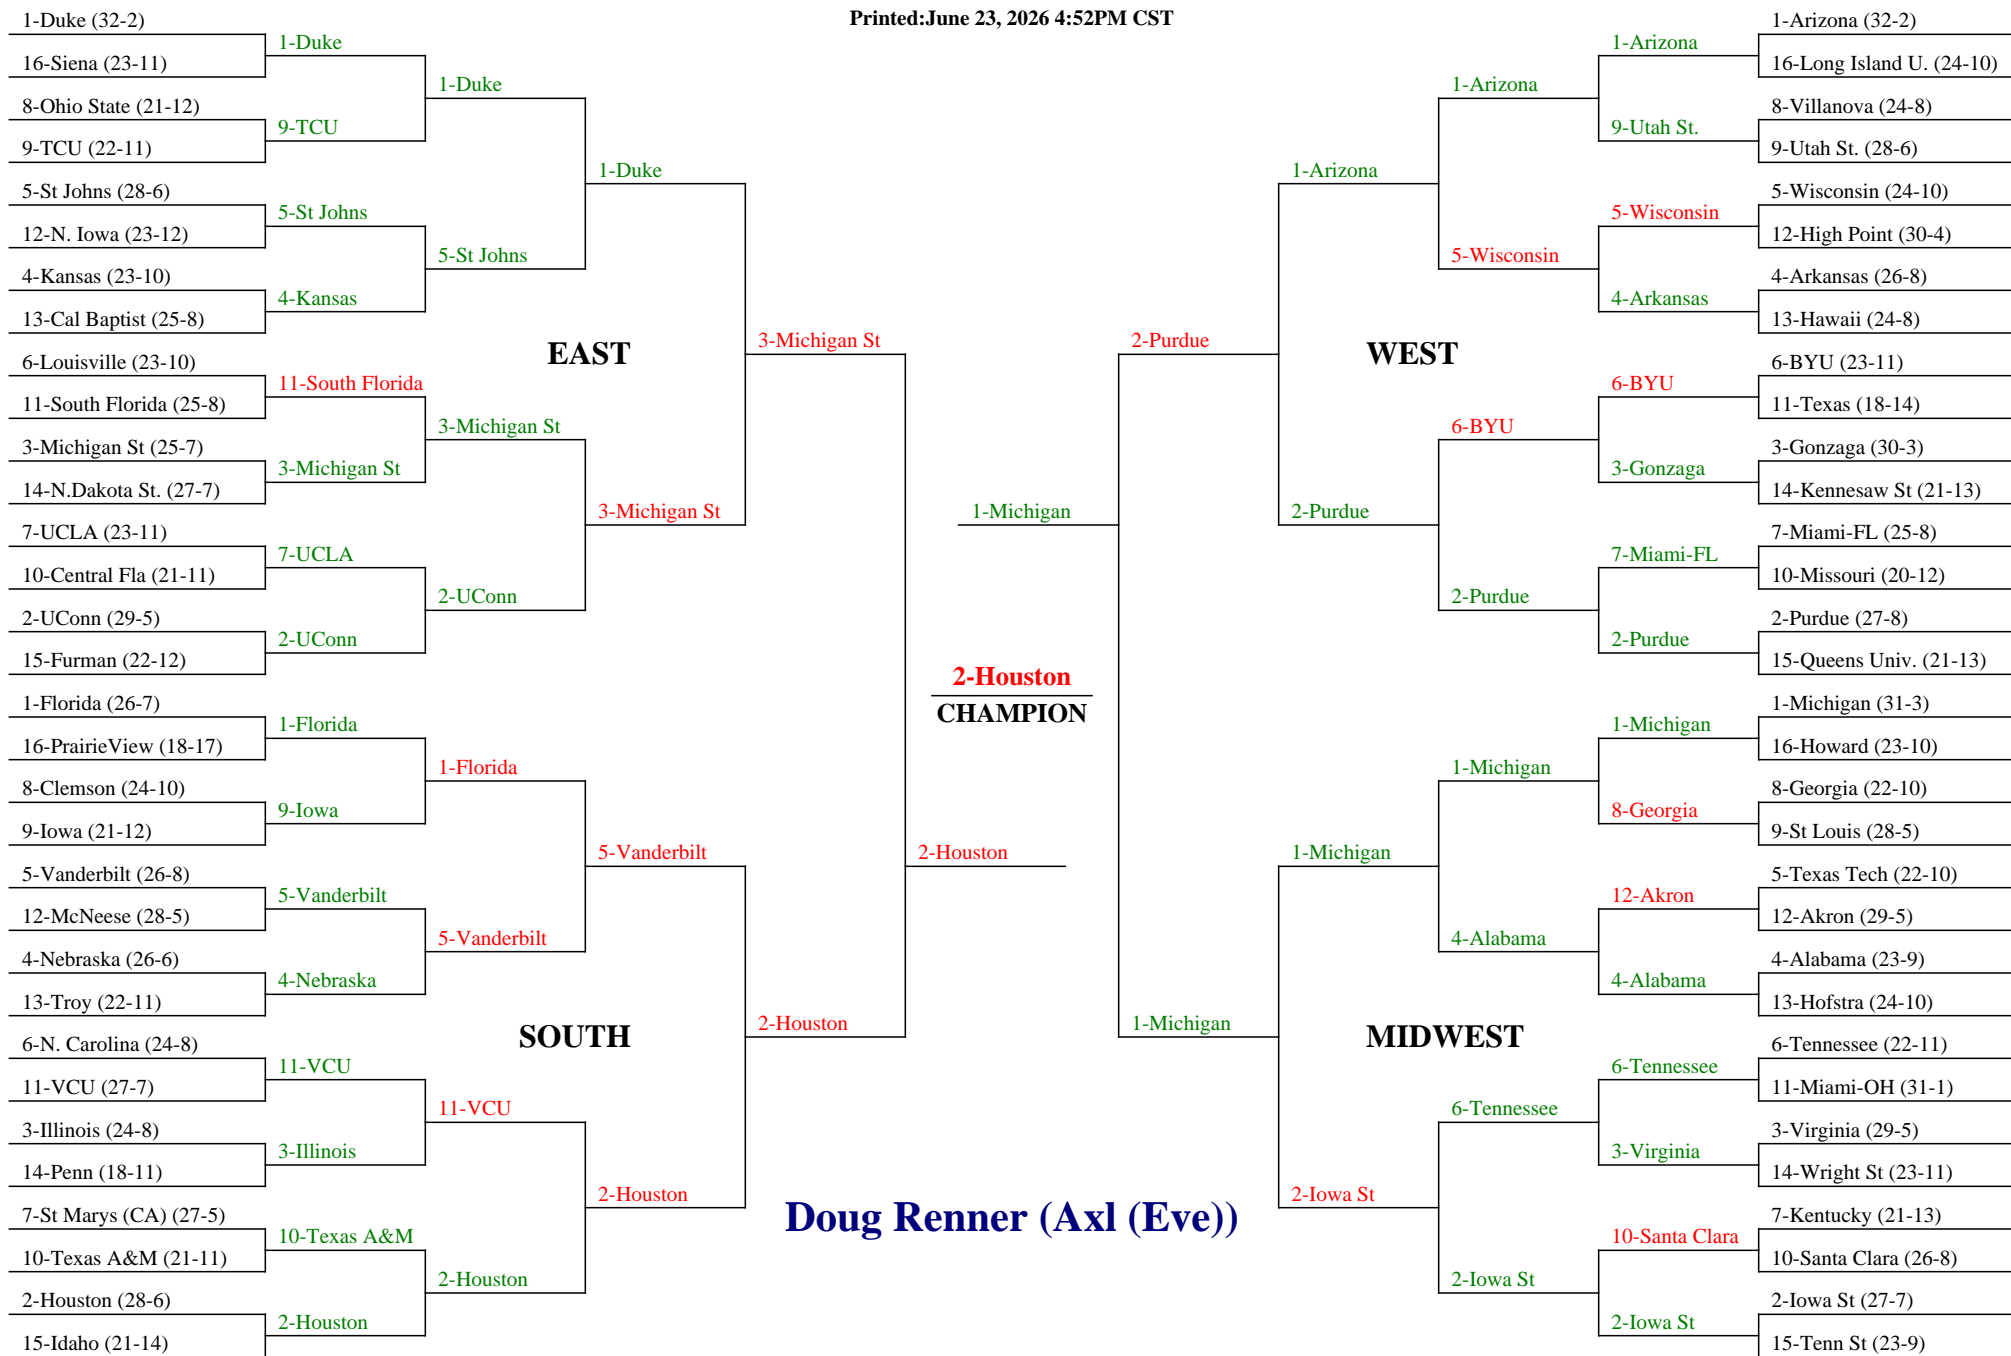 Printed:June 23, 2026 4:52PM CST
1-Duke (32-2)
16-Siena (23-11)
8-Ohio State (21-12)
9-TCU (22-11)
5-St Johns (28-6)
12-N. Iowa (23-12)
4-Kansas (23-10)
13-Cal Baptist (25-8)
6-Louisville (23-10)
11-South Florida (25-8)
3-Michigan St (25-7)
14-N.Dakota St. (27-7)
7-UCLA (23-11)
10-Central Fla (21-11)
2-UConn (29-5)
15-Furman (22-12)
1-Florida (26-7)
16-PrairieView (18-17)
8-Clemson (24-10)
9-Iowa (21-12)
5-Vanderbilt (26-8)
12-McNeese (28-5)
4-Nebraska (26-6)
13-Troy (22-11)
6-N. Carolina (24-8)
11-VCU (27-7)
3-Illinois (24-8)
14-Penn (18-11)
7-St Marys (CA) (27-5)
10-Texas A&M (21-11)
2-Houston (28-6)
15-Idaho (21-14)
1-Duke
9-TCU
5-St Johns
4-Kansas
11-South Florida
3-Michigan St
7-UCLA
2-UConn
1-Florida
9-Iowa
5-Vanderbilt
4-Nebraska
11-VCU
3-Illinois
10-Texas A&M
2-Houston
1-Duke
5-St Johns
3-Michigan St
2-UConn
1-Florida
5-Vanderbilt
11-VCU
2-Houston
EAST
SOUTH
1-Duke
3-Michigan St
5-Vanderbilt
2-Houston
3-Michigan St
2-Houston
2-Houston
1-Michigan
2-Houston
CHAMPION
Doug Renner (Axl (Eve))
2-Purdue
1-Michigan
1-Arizona
2-Purdue
1-Michigan
2-Iowa St
WEST
MIDWEST
1-Arizona
5-Wisconsin
6-BYU
2-Purdue
1-Michigan
4-Alabama
6-Tennessee
2-Iowa St
1-Arizona
9-Utah St.
5-Wisconsin
4-Arkansas
6-BYU
3-Gonzaga
7-Miami-FL
2-Purdue
1-Michigan
8-Georgia
12-Akron
4-Alabama
6-Tennessee
3-Virginia
10-Santa Clara
2-Iowa St
1-Arizona (32-2)
16-Long Island U. (24-10)
8-Villanova (24-8)
9-Utah St. (28-6)
5-Wisconsin (24-10)
12-High Point (30-4)
4-Arkansas (26-8)
13-Hawaii (24-8)
6-BYU (23-11)
11-Texas (18-14)
3-Gonzaga (30-3)
14-Kennesaw St (21-13)
7-Miami-FL (25-8)
10-Missouri (20-12)
2-Purdue (27-8)
15-Queens Univ. (21-13)
1-Michigan (31-3)
16-Howard (23-10)
8-Georgia (22-10)
9-St Louis (28-5)
5-Texas Tech (22-10)
12-Akron (29-5)
4-Alabama (23-9)
13-Hofstra (24-10)
6-Tennessee (22-11)
11-Miami-OH (31-1)
3-Virginia (29-5)
14-Wright St (23-11)
7-Kentucky (21-13)
10-Santa Clara (26-8)
2-Iowa St (27-7)
15-Tenn St (23-9)